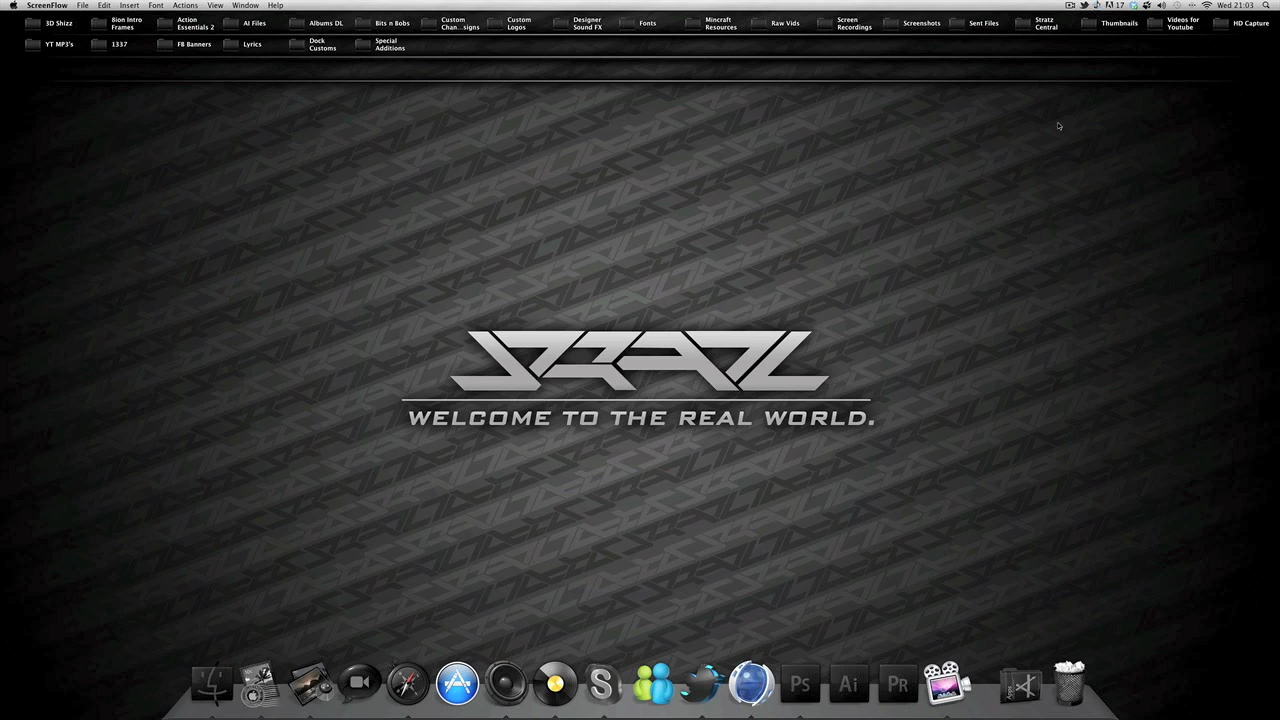 ScreenFlow File Edit Insert Font Actions View Window Help 17 Wed 21:03
3D Shizz 8ion Intro Frames Action Essentials 2 AI Files Albums DL Bits n Bobs Custom Chan...signs Custom Logos Designer Sound FX Fonts Mincraft Resources Raw Vids Screen Recordings Screenshots Sent Files Stratz Central Thumbnails Videos for Youtube HD Capture
YT MP3's 1337 FB Banners Lyrics Dock Customs Special Additions
WELCOME TO THE REAL WORLD.
S Ps Ai Pr Apps